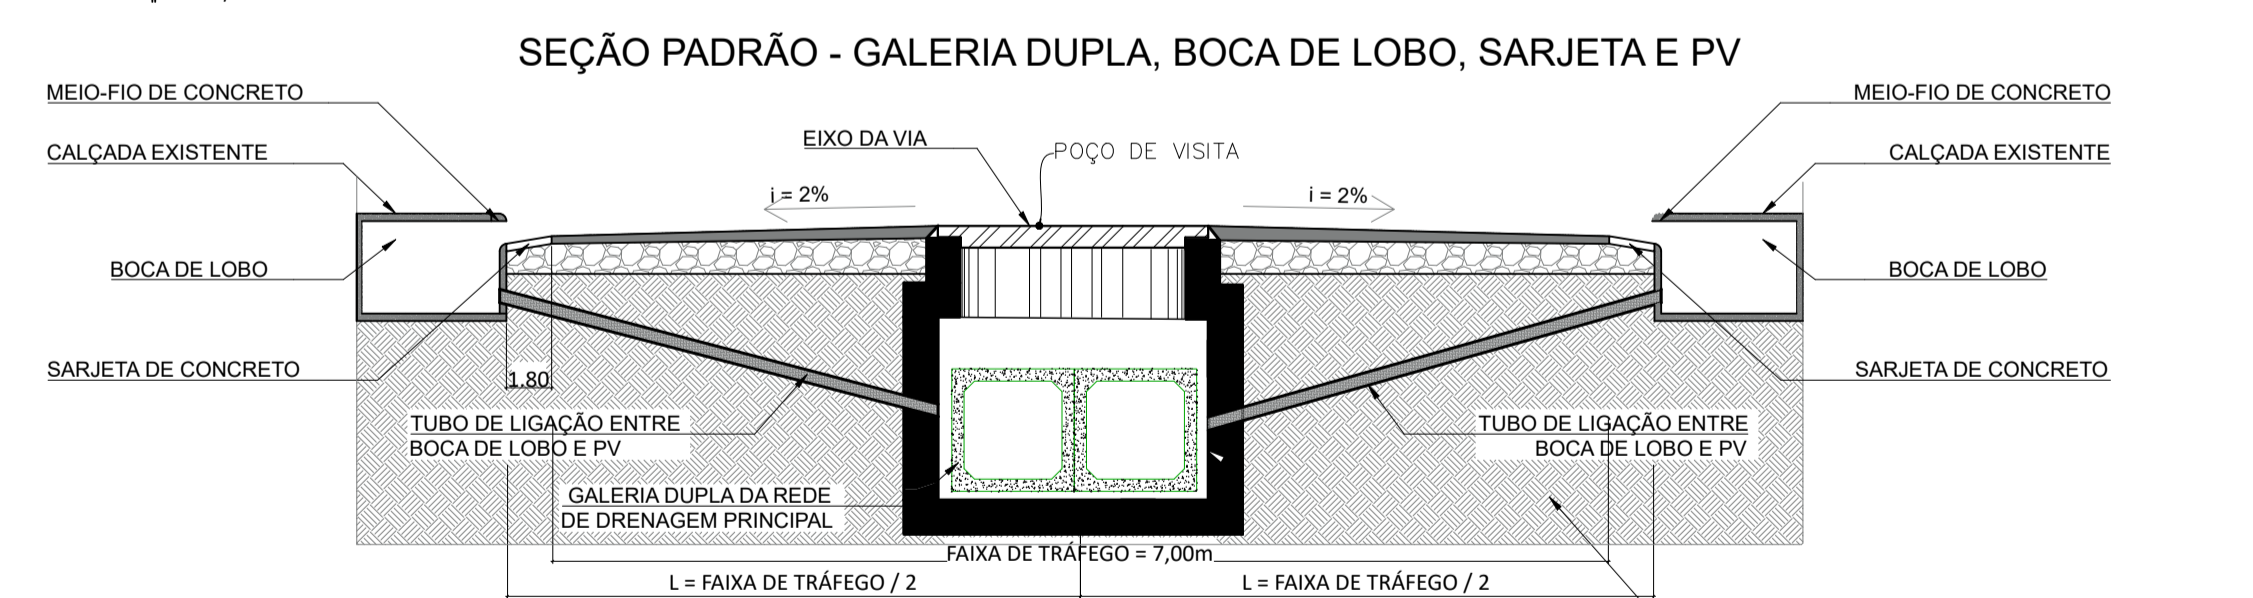 SEÇÃO PADRÃO - GALERIA DUPLA, BOCA DE LOBO, SARJETA E PV
MEIO-FIO DE CONCRETO
MEIO-FIO DE CONCRETO
EIXO DA VIA
POÇO DE VISITA
CALÇADA EXISTENTE
CALÇADA EXISTENTE
i = 2%
i = 2%
BOCA DE LOBO
BOCA DE LOBO
SARJETA DE CONCRETO
SARJETA DE CONCRETO
1.80
TUBO DE LIGAÇÃO ENTRE
BOCA DE LOBO E PV
TUBO DE LIGAÇÃO ENTRE
BOCA DE LOBO E PV
GALERIA DUPLA DA REDE
DE DRENAGEM PRINCIPAL
FAIXA DE TRÁFEGO = 7,00m
L = FAIXA DE TRÁFEGO / 2
L = FAIXA DE TRÁFEGO / 2